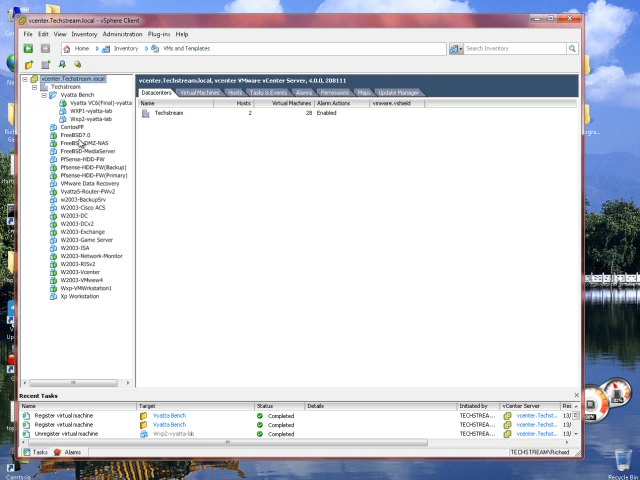 vcenter.Techstream.local - vSphere Client
File Edit View Inventory Administration Plug-ins Help
Home Inventory VMs and Templates Search Inventory
vcenter.Techstream.local
Techstream
Vyatta Bench
Vyatta VC6(Final)-vyatta
WXP1-vyatta-lab
Wxp2-vyatta-lab
CentosPF
FreeBSD7.0
FreeBSD-DMZ-NAS
FreeBSD-MediaServer
PfSense-HDD-FW
Pfsense-HDD-FW(Backup)
Pfsense-HDD-FW(Primary)
VMware Data Recovery
Vyatta5-Router-FWv2
w2003-BackupSrv
W2003-Cisco ACS
W2003-DC
W2003-DCv2
W2003-Exchange
W2003-Game Server
W2003-ISA
W2003-Network-Monitor
W2003-RISv2
W2003-Vcenter
W2003-VMview4
Wxp-VMWrkstation1
Xp Workstation
vcenter.Techstream.local, vcenter VMware vCenter Server, 4.0.0, 208111
Datacenters Virtual Machines Hosts Tasks & Events Alarms Permissions Maps Update Manager
Name Hosts Virtual Machines Alarm Actions vmware.vshield
Techstream 2 28 Enabled
Recent Tasks
Name Target Status Details Initiated by vCenter Server
Register virtual machine Vyatta Bench Completed TECHSTREA... vcenter.Techst... 13/
Register virtual machine Vyatta Bench Completed TECHSTREA... vcenter.Techst... 13/
Unregister virtual machine Wxp2-vyatta-lab Completed TECHSTREA... vcenter.Techst... 13/
Tasks Alarms TECHSTREAM\Richard
Camtasia
Recycle Bin